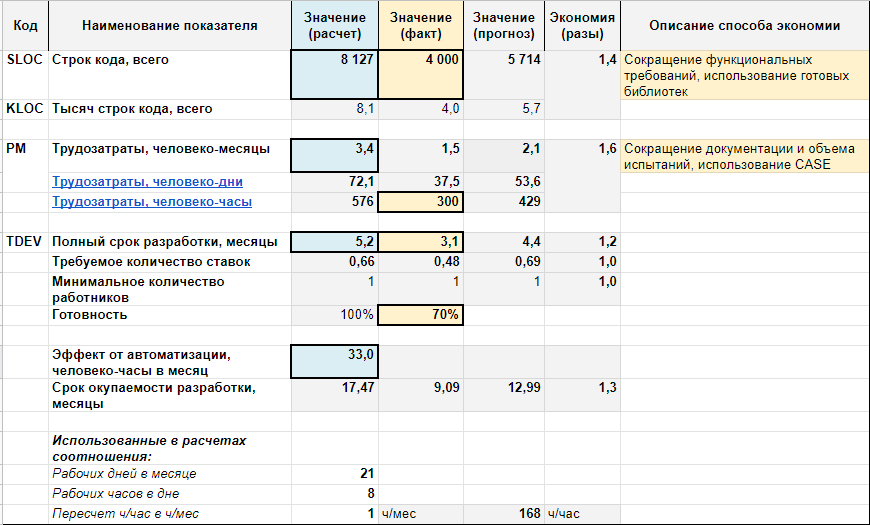 Код Наименование показателя Значение (расчет) Значение (факт) Значение (прогноз) Экономия (разы) Описание способа экономии
SLOC Строк кода, всего 8 127 4 000 5 714 1,4 Сокращение функциональных
требований, использование готовых
библиотек
KLOC Тысяч строк кода, всего 8,1 4,0 5,7
PM Трудозатраты, человеко-месяцы 3,4 1,5 2,1 1,6 Сокращение документации и объема
испытаний, использование CASE
Трудозатраты, человеко-дни 72,1 37,5 53,6
Трудозатраты, человеко-часы 576 300 429
TDEV Полный срок разработки, месяцы 5,2 3,1 4,4 1,2
Требуемое количество ставок 0,66 0,48 0,69 1,0
Минимальное количество
работников 1 1 1 1,0
Готовность 100% 70%
Эффект от автоматизации,
человеко-часы в месяц 33,0
Срок окупаемости разработки,
месяцы 17,47 9,09 12,99 1,3
Использованные в расчетах
соотношения:
Рабочих дней в месяце 21
Рабочих часов в дне 8
Пересчет ч/час в ч/мес 1 ч/мес 168 ч/час